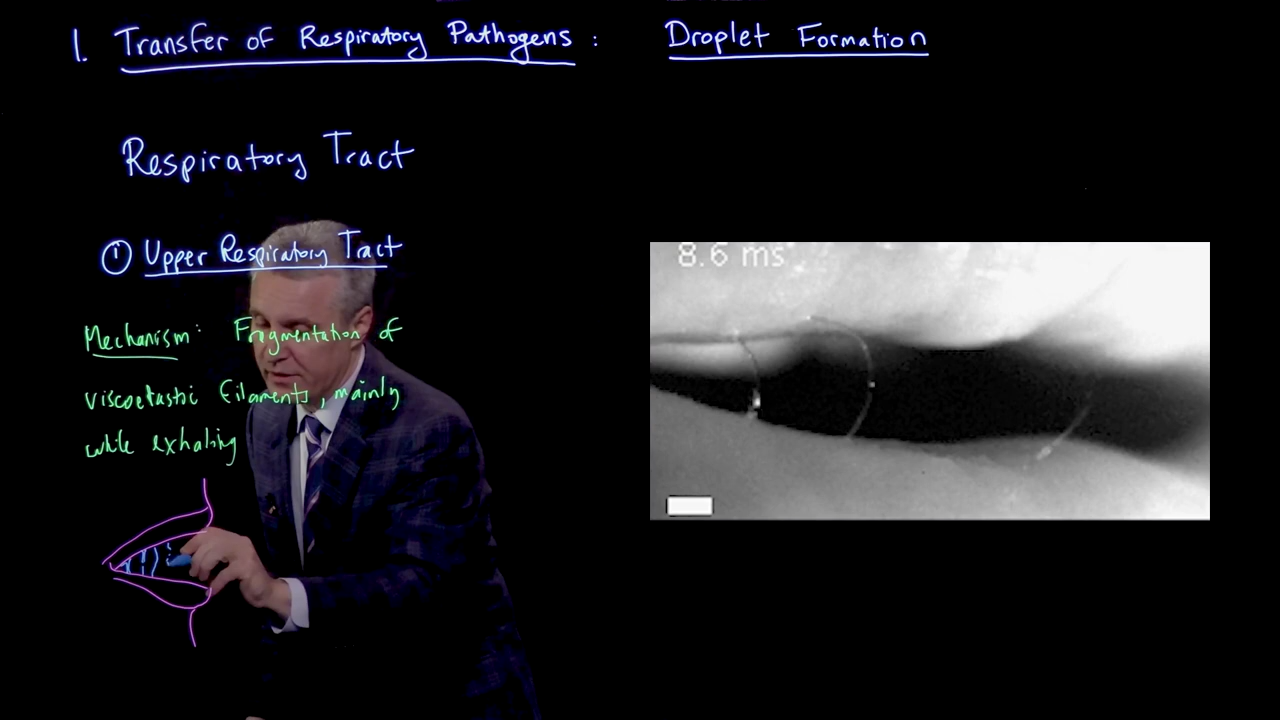 1. Transfer of Respiratory Pathogens : Droplet Formation
Respiratory Tract
① Upper Respiratory Tract
Mechanism: Fragmentation of
viscoelastic filaments, mainly
while exhaling
8.6 ms